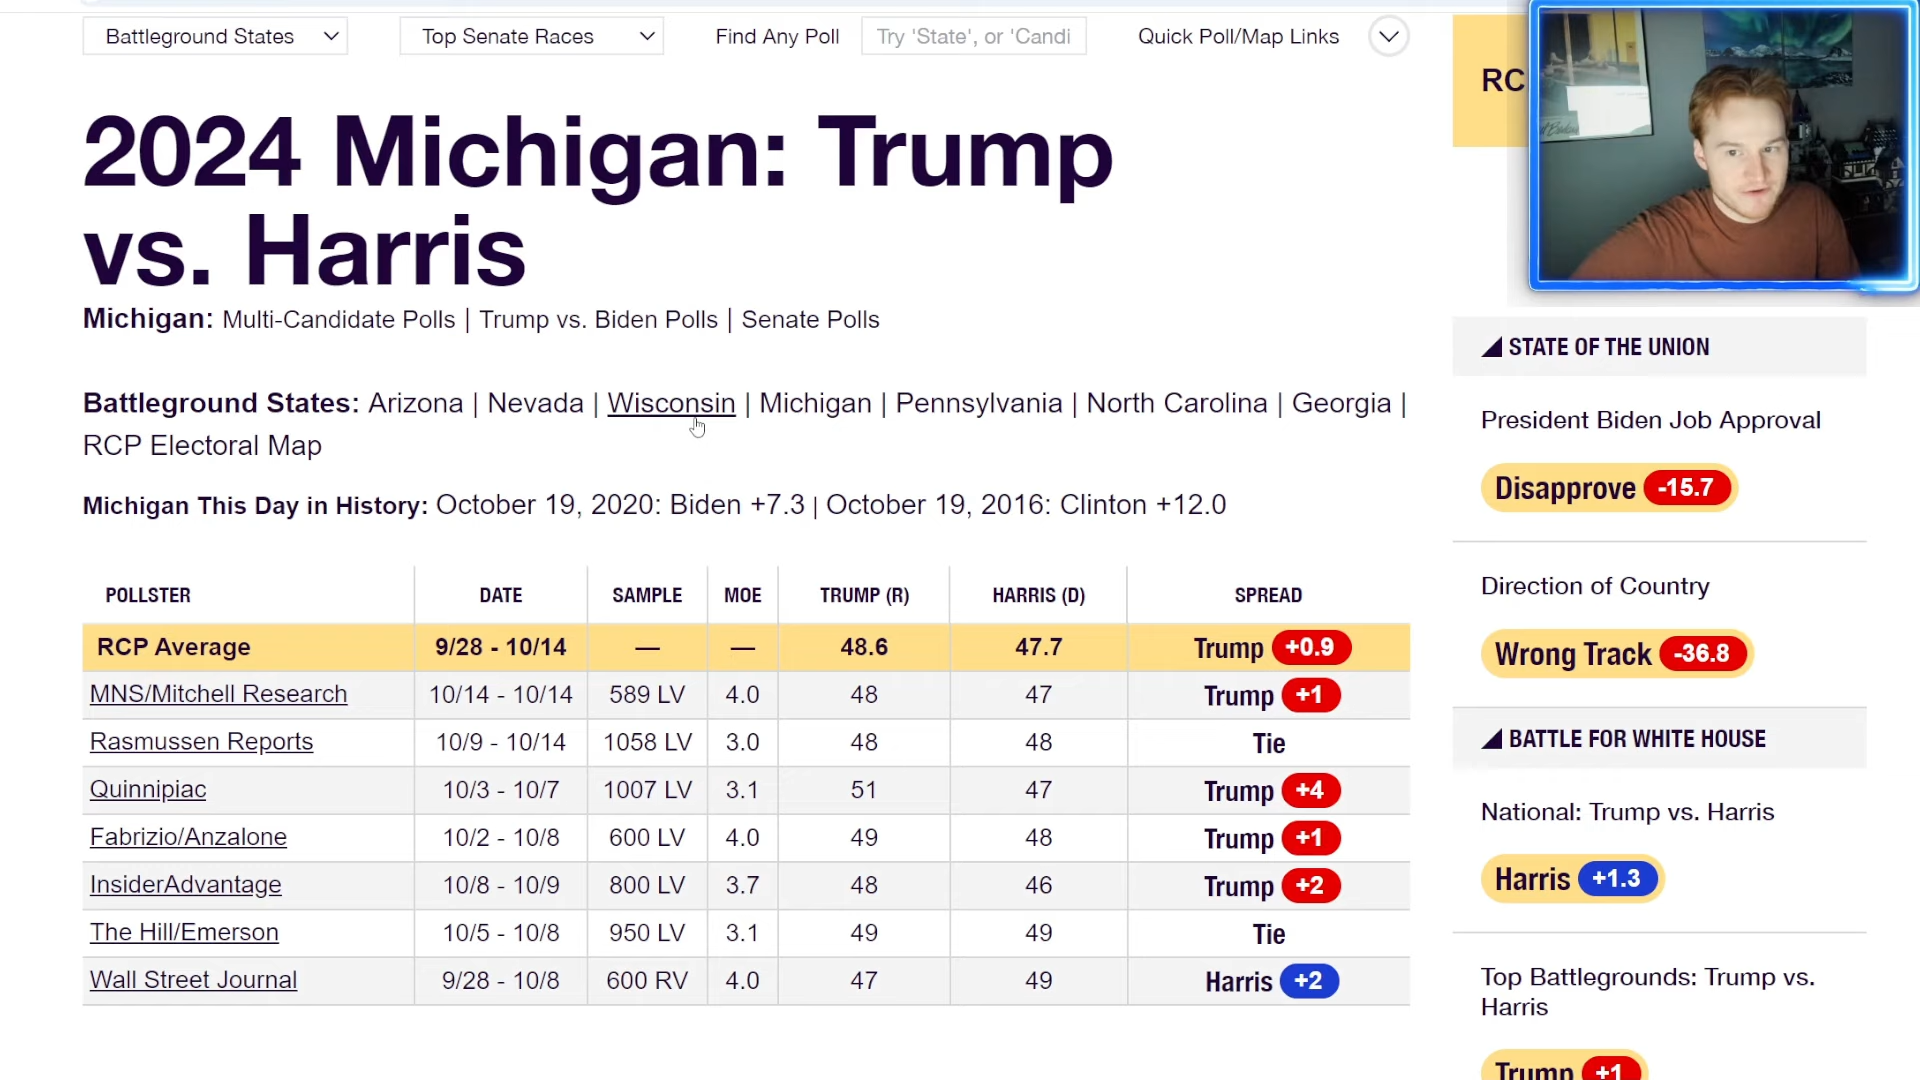 Battleground States
Top Senate Races
Find Any Poll
Try 'State', or 'Candi
Quick Poll/Map Links
RC
2024 Michigan: Trump
vs. Harris
Michigan: Multi-Candidate Polls | Trump vs. Biden Polls | Senate Polls
Battleground States: Arizona | Nevada | Wisconsin | Michigan | Pennsylvania | North Carolina | Georgia |
RCP Electoral Map
Michigan This Day in History: October 19, 2020: Biden +7.3 | October 19, 2016: Clinton +12.0
POLLSTER DATE SAMPLE MOE TRUMP (R) HARRIS (D) SPREAD
RCP Average 9/28 - 10/14 — — 48.6 47.7 Trump +0.9
MNS/Mitchell Research 10/14 - 10/14 589 LV 4.0 48 47 Trump +1
Rasmussen Reports 10/9 - 10/14 1058 LV 3.0 48 48 Tie
Quinnipiac 10/3 - 10/7 1007 LV 3.1 51 47 Trump +4
Fabrizio/Anzalone 10/2 - 10/8 600 LV 4.0 49 48 Trump +1
InsiderAdvantage 10/8 - 10/9 800 LV 3.7 48 46 Trump +2
The Hill/Emerson 10/5 - 10/8 950 LV 3.1 49 49 Tie
Wall Street Journal 9/28 - 10/8 600 RV 4.0 47 49 Harris +2
STATE OF THE UNION
President Biden Job Approval
Disapprove -15.7
Direction of Country
Wrong Track -36.8
BATTLE FOR WHITE HOUSE
National: Trump vs. Harris
Harris +1.3
Top Battlegrounds: Trump vs.
Harris
Trump +1